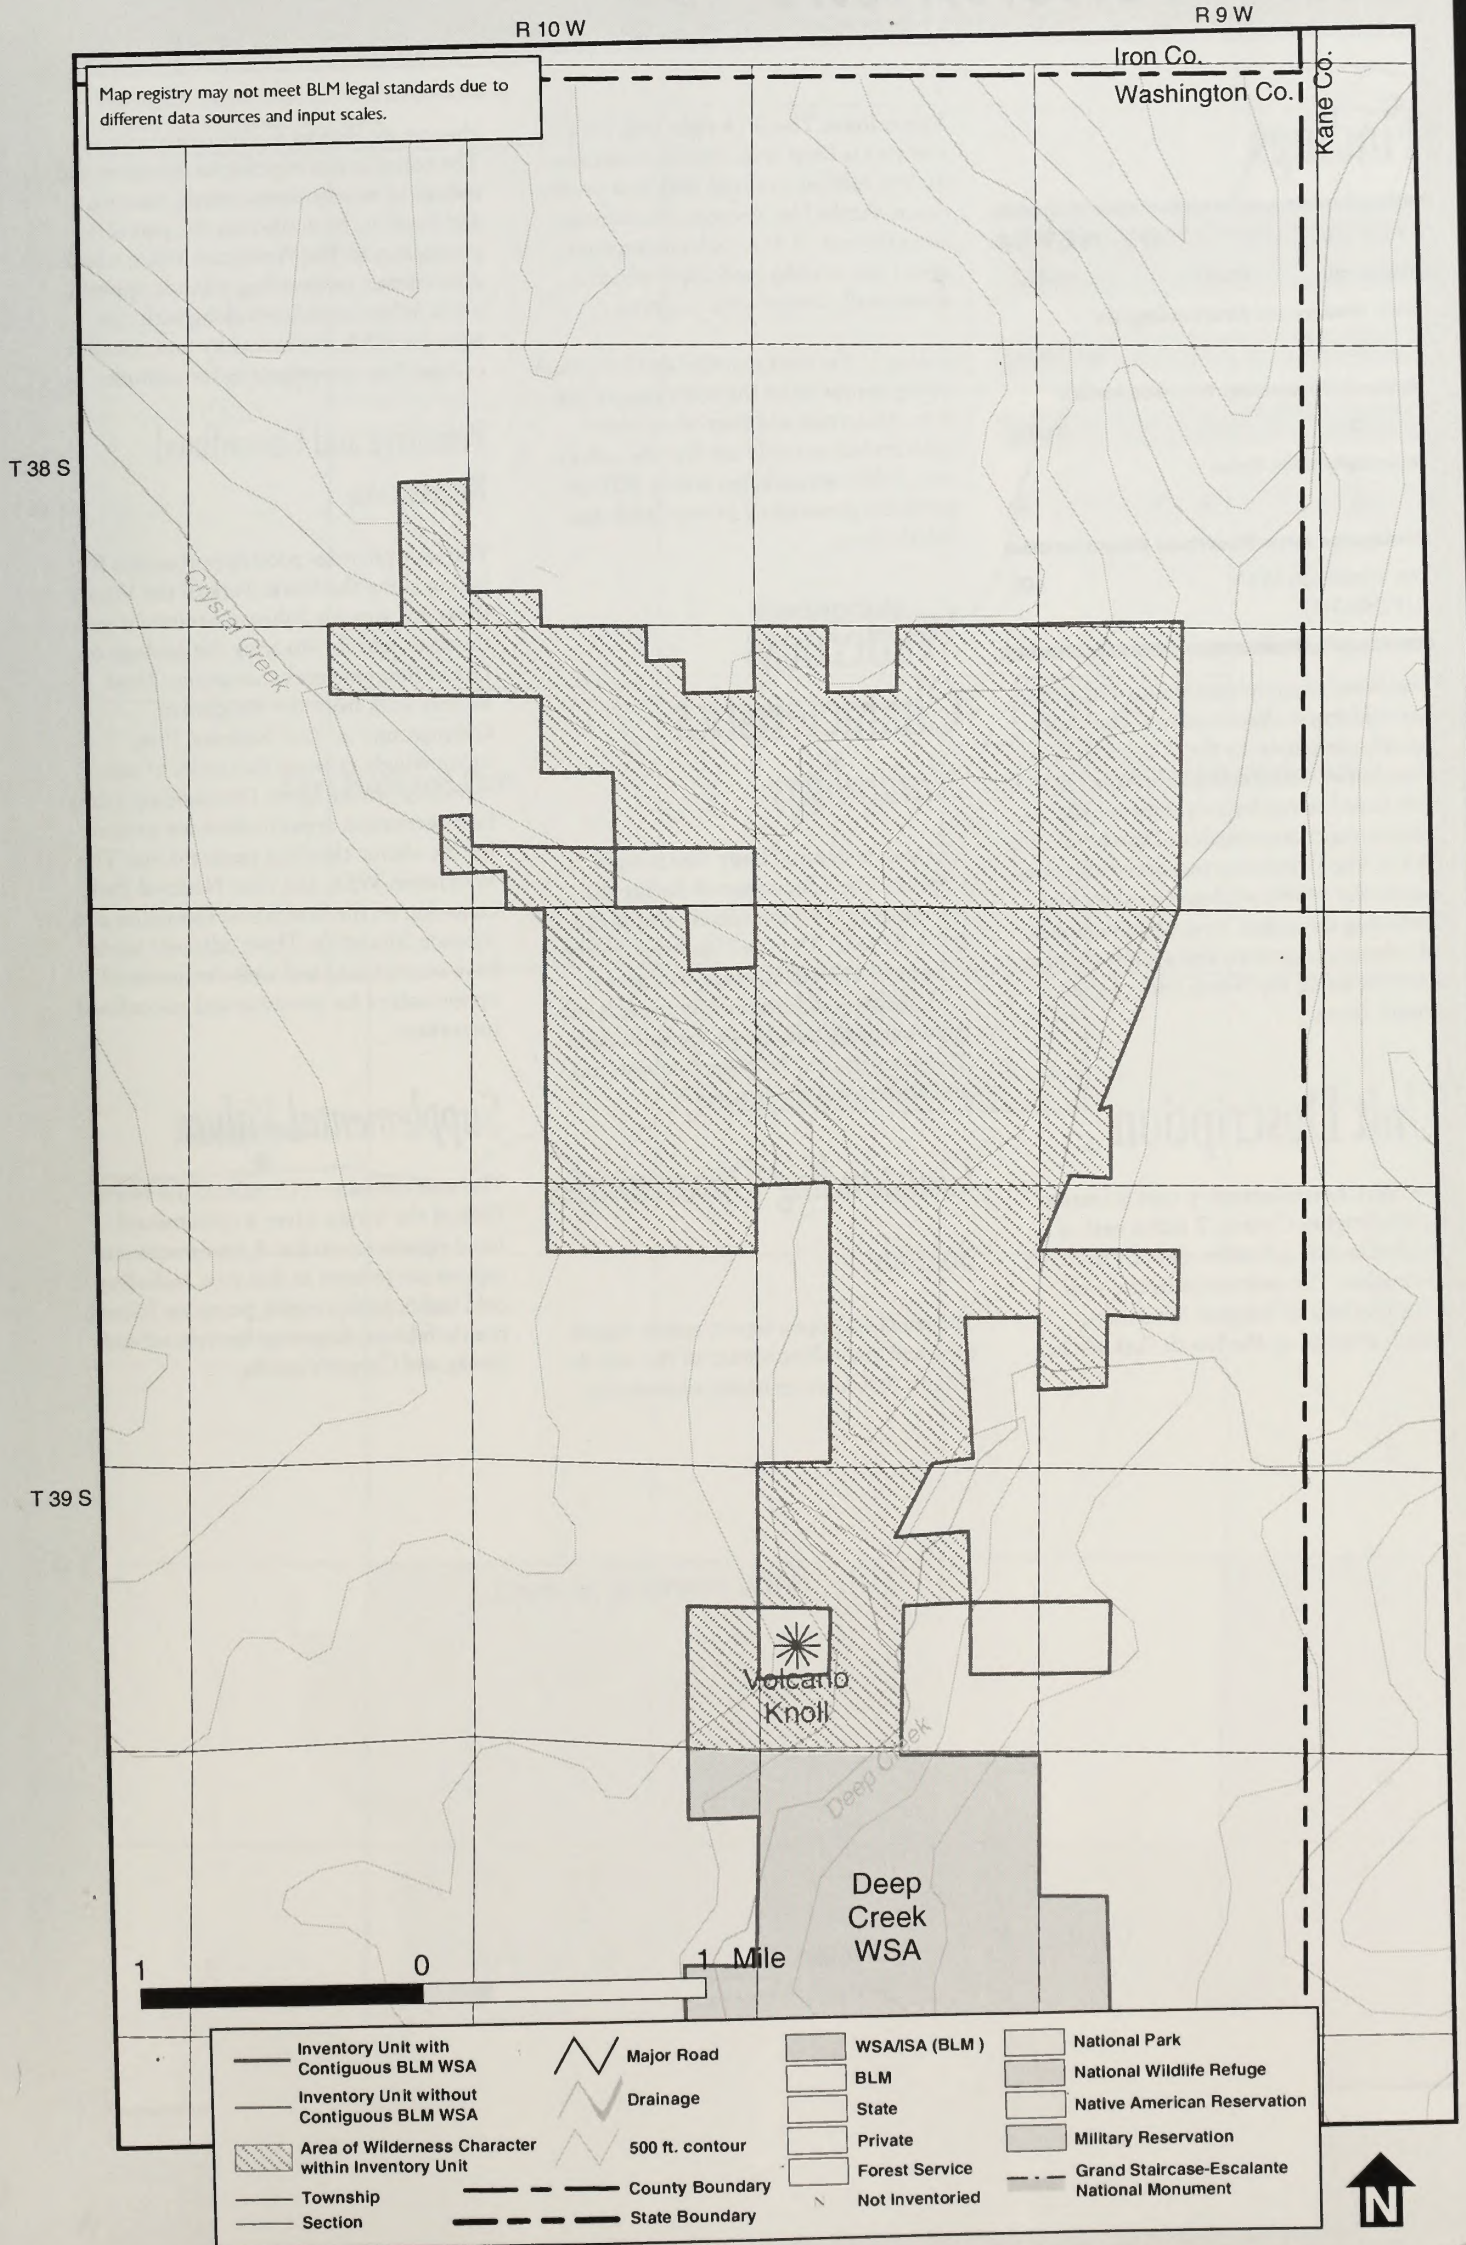 R 10 W
R 9 W
Map registry may not meet BLM legal standards due to
different data sources and input scales.
Iron Co.
Washington Co.
Kane Co.
T 38 S
Crystal Creek
T 39 S
Volcano
Knoll
Deep Creek
Deep
Creek
WSA
1 0 1 Mile
Inventory Unit with
Contiguous BLM WSA
Inventory Unit without
Contiguous BLM WSA
Area of Wilderness Character
within Inventory Unit
Township
Section
Major Road
Drainage
500 ft. contour
County Boundary
State Boundary
WSA/ISA (BLM )
BLM
State
Private
Forest Service
Not Inventoried
National Park
National Wildlife Refuge
Native American Reservation
Military Reservation
Grand Staircase-Escalante
National Monument
N